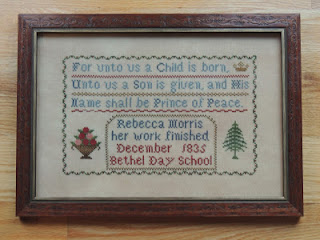 For unto us a Child is born,
Unto us a Son is given, and His
Name shall be Prince of Peace.
Rebecca Morris
her work finished
December 1835
Bethel Day School